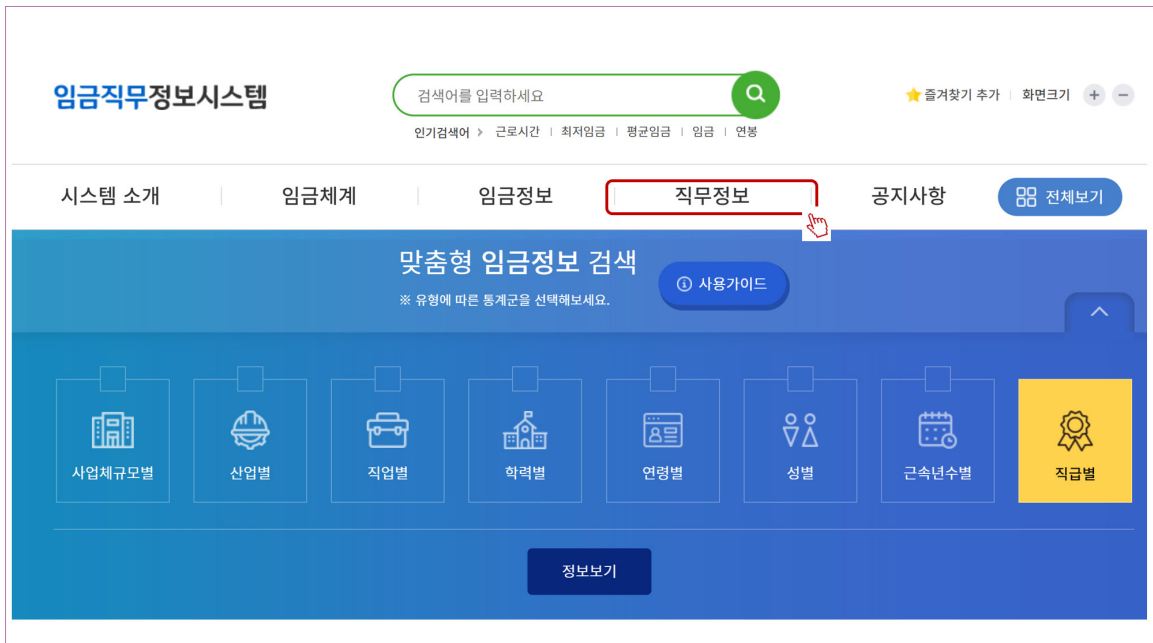 임금직무정보시스템
검색어를 입력하세요
즐겨찾기 추가 화면크기 + -
인기검색어 > 근로시간 | 최저임금 | 평균임금 | 임금 | 연봉
시스템 소개 임금체계 임금정보 직무정보 공지사항 전체보기
맞춤형 임금정보 검색
사용가이드
※ 유형에 따른 통계군을 선택해보세요.
사업체규모별 산업별 직업별 학력별 연령별 성별 근속년수별 직급별
정보보기